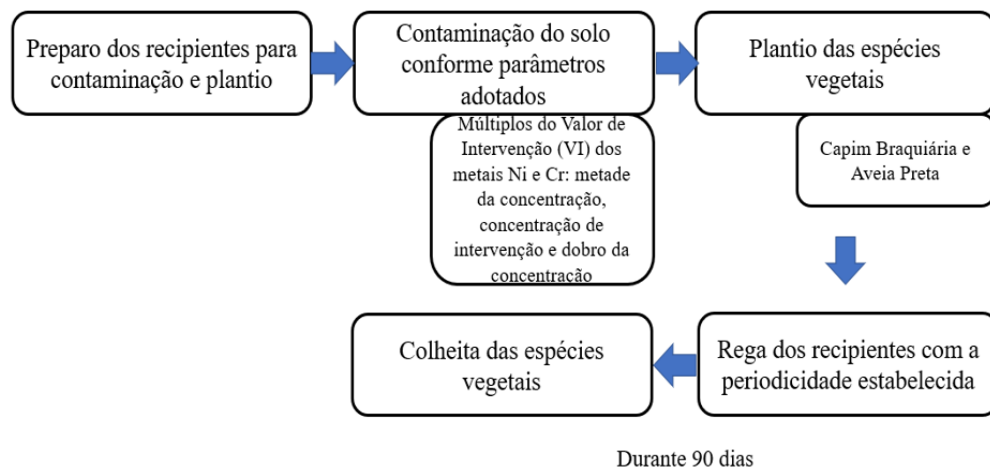 Preparo dos recipientes para
contaminação e plantio
Contaminação do solo
conforme parâmetros
adotados
Múltiplos do Valor de
Intervenção (VI) dos
metais Ni e Cr: metade
da concentração,
concentração de
intervenção e dobro da
concentração
Plantio das espécies
vegetais
Capim Braquiária e
Aveia Preta
Rega dos recipientes com a
periodicidade estabelecida
Colheita das espécies
vegetais
Durante 90 dias